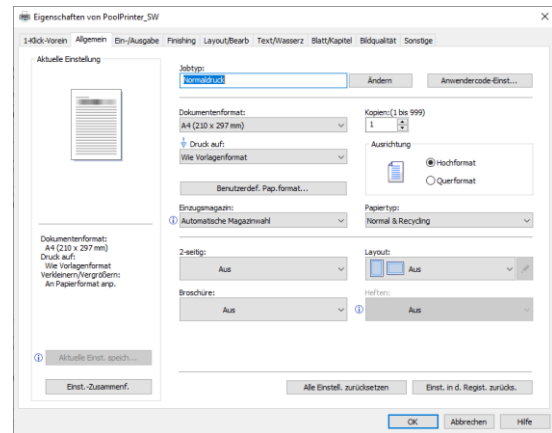 Eigenschaften von PoolPrinter_SW
1-Klick-Vorein Allgemein Ein-/Ausgabe Finishing Layout/Bearb Text/Wasserz Blatt/Kapitel Bildqualität Sonstige
Aktuelle Einstellung
Jobtyp:
Normaldruck
Ändern
Anwendercode-Einst...
Dokumentenformat:
A4 (210 x 297 mm)
Kopien:(1 bis 999)
1
Druck auf:
Wie Vorlagenformat
Ausrichtung
Hochformat
Querformat
Benutzerdef. Pap.format...
Einzugsmagazin:
Automatische Magazinwahl
Papiertyp:
Normal & Recycling
Dokumentenformat:
A4 (210 x 297 mm)
Druck auf:
Wie Vorlagenformat
Verkleinern/Vergrößern:
An Papierformat anp.
2-seitig:
Aus
Layout:
Aus
Broschüre:
Aus
Heften:
Aus
Aktuelle Einst. speich...
Einst.-Zusammenf.
Alle Einstell. zurücksetzen
Einst. in d. Regist. zurücks.
OK
Abbrechen
Hilfe